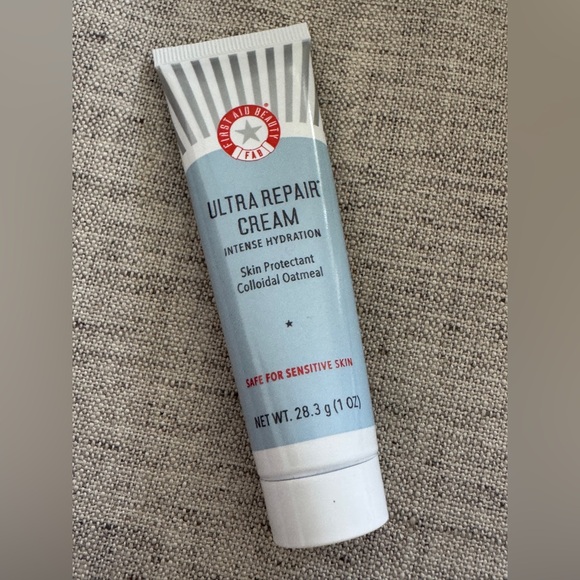 FIRST AID BEAUTY®
FAB
ULTRA REPAIR®
CREAM
INTENSE HYDRATION
Skin Protectant
Colloidal Oatmeal
SAFE FOR SENSITIVE SKIN
NET WT. 28.3 g (1 OZ)